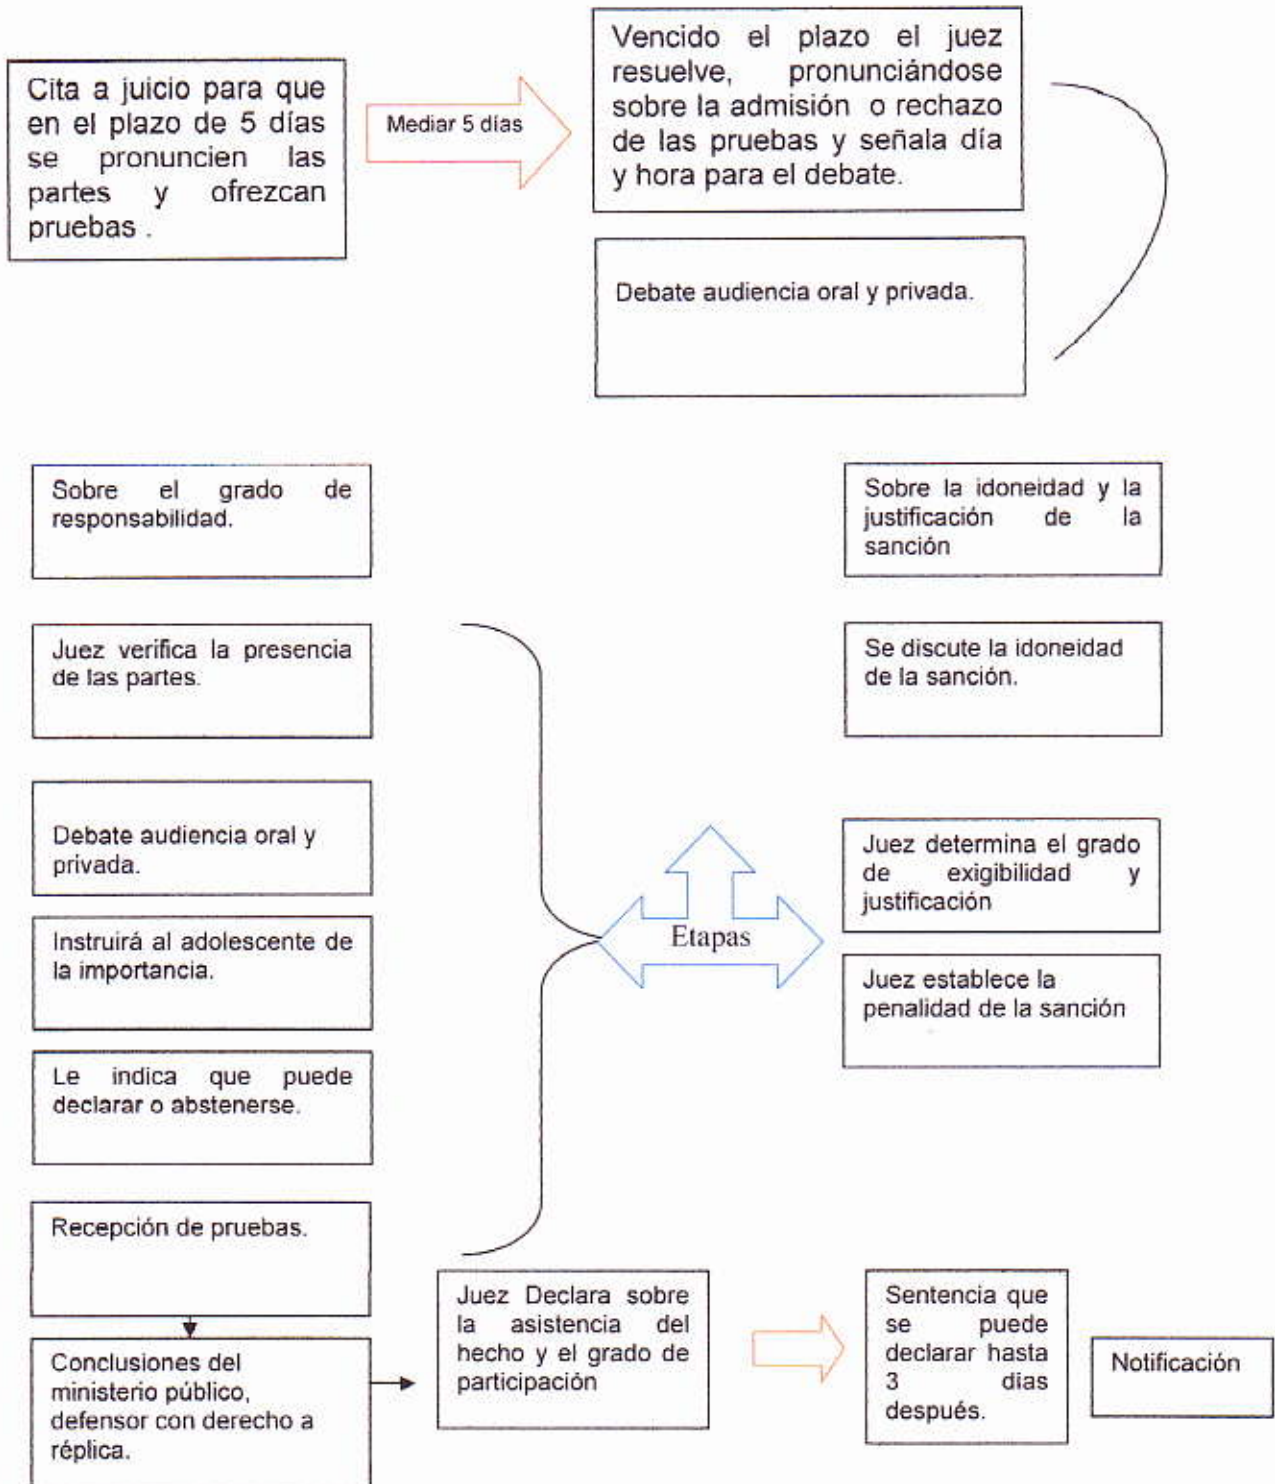 Cita a juicio para que
en el plazo de 5 días
se pronuncien las
partes y ofrezcan
pruebas .
Mediar 5 días
Vencido el plazo el juez
resuelve, pronunciándose
sobre la admisión o rechazo
de las pruebas y señala día
y hora para el debate.
Debate audiencia oral y privada.
Sobre el grado de
responsabilidad.
Juez verifica la presencia
de las partes.
Debate audiencia oral y
privada.
Instruirá al adolescente de
la importancia.
Le indica que puede
declarar o abstenerse.
Recepción de pruebas.
Conclusiones del
ministerio público,
defensor con derecho a
réplica.
Etapas
Sobre la idoneidad y la
justificación de la
sanción
Se discute la idoneidad
de la sanción.
Juez determina el grado
de exigibilidad y
justificación
Juez establece la
penalidad de la sanción
Juez Declara sobre
la asistencia del
hecho y el grado de
participación
Sentencia que
se puede
declarar hasta
3 dias
después.
Notificación